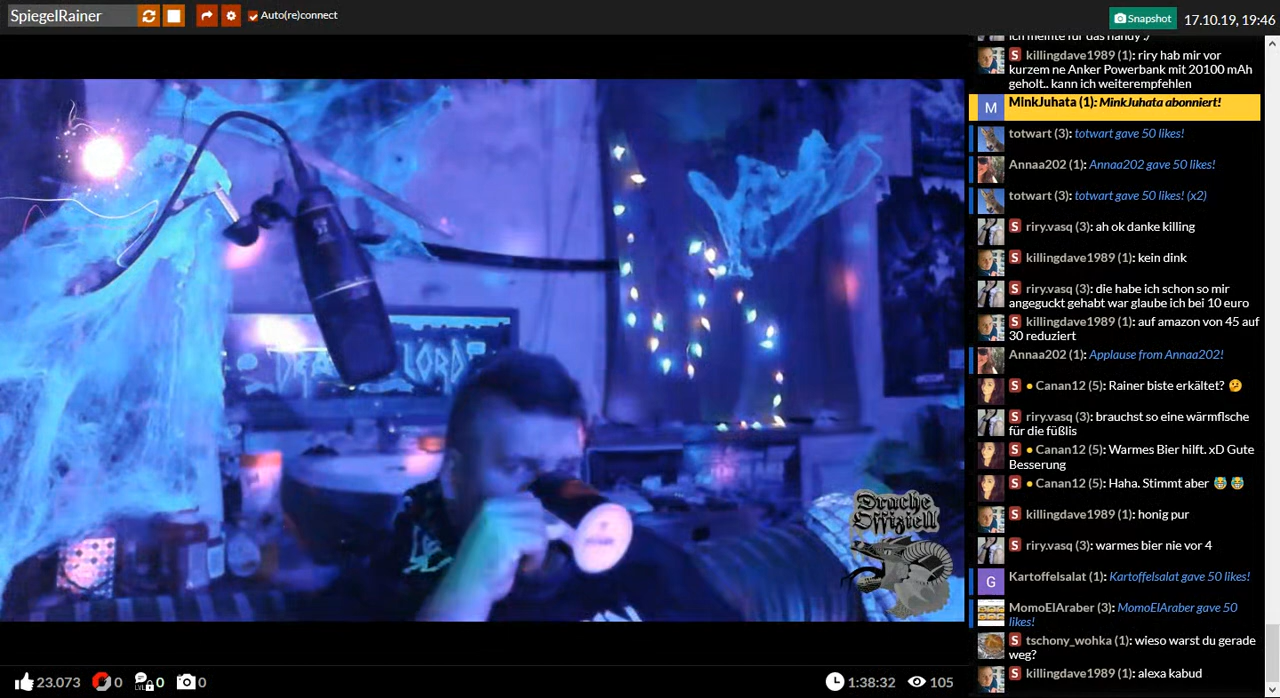 SpiegelRainer
Auto(re)connect
Snapshot
17.10.19, 19:46
ich meinte für das handy :/
killingdave1989 (1): riry hab mir vor
kurzem ne Anker Powerbank mit 20100 mAh
geholt.. kann ich weiterempfehlen
M
MinkJuhata (1): MinkJuhata abonniert!
totwart (3): totwart gave 50 likes!
Annaa202 (1): Annaa202 gave 50 likes!
totwart (3): totwart gave 50 likes! (x2)
S riry.vasq (3): ah ok danke killing
S killingdave1989 (1): kein dink
S riry.vasq (3): die habe ich schon so mir
angeguckt gehabt war glaube ich bei 10 euro
S killingdave1989 (1): auf amazon von 45 auf
30 reduziert
Annaa202 (1): Applause from Annaa202!
S Canan12 (5): Rainer biste erkältet? 🤨
S riry.vasq (3): brauchst so eine wärmflsche
für die füßlis
S Canan12 (5): Warmes Bier hilft. xD Gute
Besserung
S Canan12 (5): Haha. Stimmt aber 😭 😭
S killingdave1989 (1): honig pur
S riry.vasq (3): warmes bier nie vor 4
G
Kartoffelsalat (1): Kartoffelsalat gave 50 likes!
MomoElAraber (3): MomoElAraber gave 50
likes!
S tschony_wohka (1): wieso warst du gerade
weg?
S killingdave1989 (1): alexa kabud
LORD
Drache
Offiziell
23.073
0
LVL
0
0
1:38:32
105